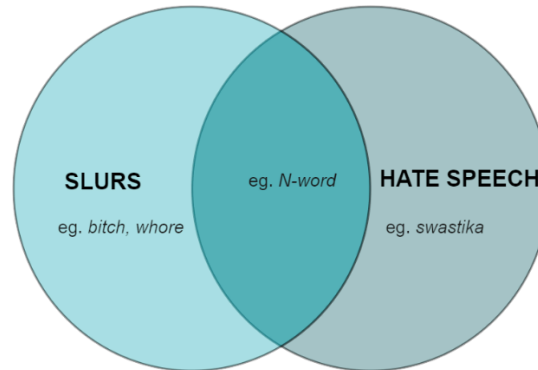 SLURS
eg. bitch, whore
eg. N-word
HATE SPEECH
eg. swastika